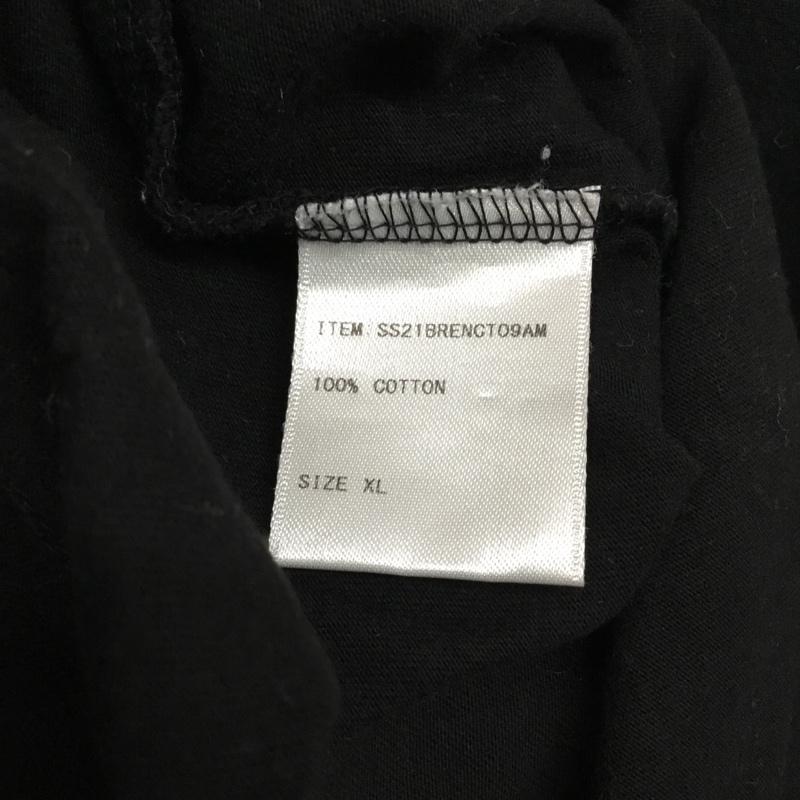 ITEM:SS21BRENCT09AM
100% COTTON
SIZE XL